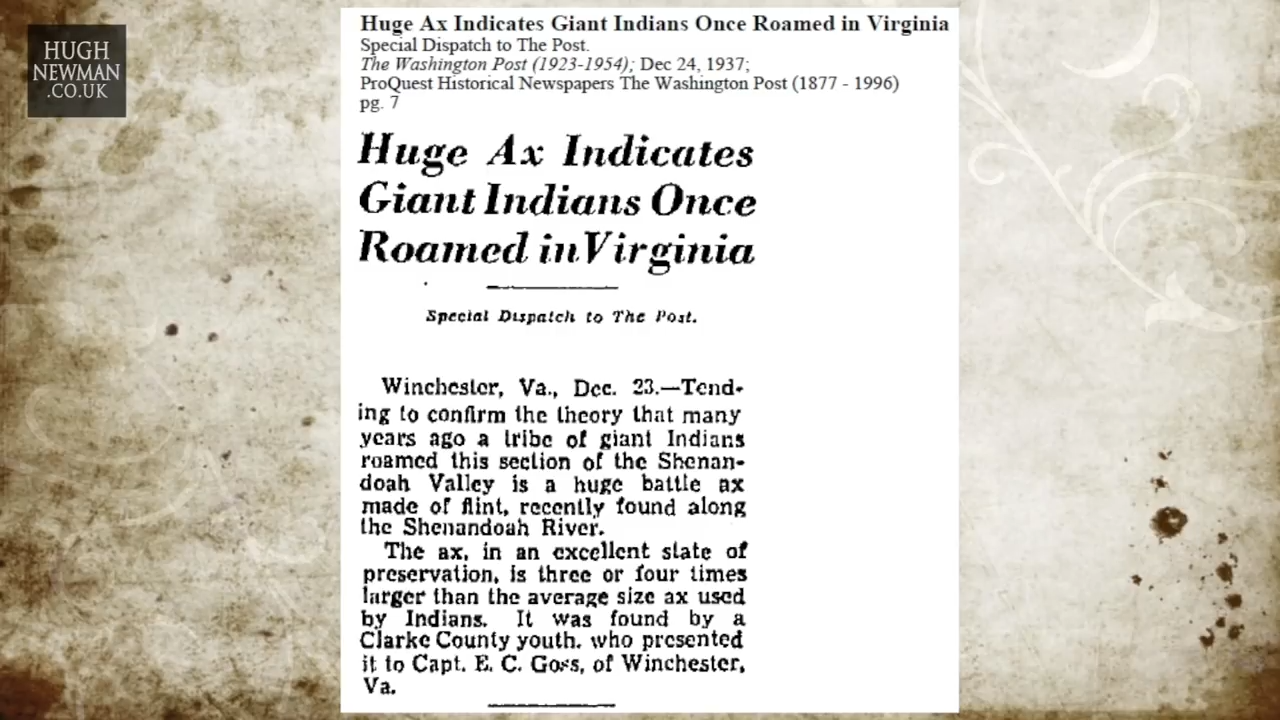 HUGH
NEWMAN
.CO.UK
Huge Ax Indicates Giant Indians Once Roamed in Virginia
Special Dispatch to The Post.
The Washington Post (1923-1954); Dec 24, 1937;
ProQuest Historical Newspapers The Washington Post (1877 - 1996)
pg. 7
Huge Ax Indicates
Giant Indians Once
Roamed in Virginia
Special Dispatch to The Post.
Winchester, Va., Dec. 23.—Tend-
ing to confirm the theory that many
years ago a tribe of giant Indians
roamed this section of the Shenan-
doah Valley is a huge battle ax
made of flint, recently found along
the Shenandoah River.
The ax, in an excellent state of
preservation, is three or four times
larger than the average size ax used
by Indians. It was found by a
Clarke County youth, who presented
it to Capt. E. C. Goss, of Winchester,
Va.